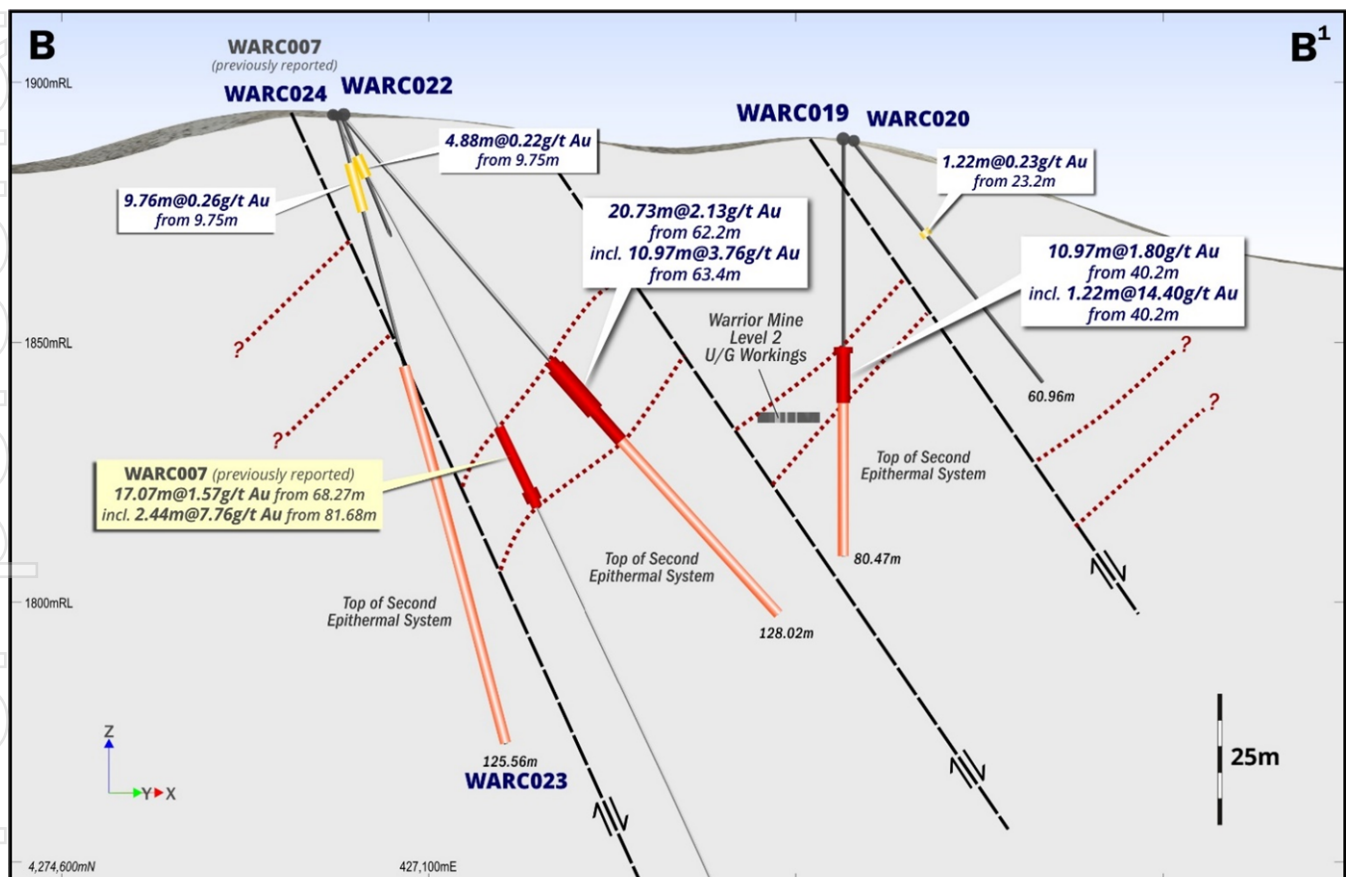 B
B¹
WARC007
(previously reported)
WARC024
WARC022
WARC019
WARC020
1900mRL
4.88m@0.22g/t Au
from 9.75m
1.22m@0.23g/t Au
from 23.2m
9.76m@0.26g/t Au
from 9.75m
20.73m@2.13g/t Au
from 62.2m
incl. 10.97m@3.76g/t Au
from 63.4m
10.97m@1.80g/t Au
from 40.2m
incl. 1.22m@14.40g/t Au
from 40.2m
Warrior Mine
Level 2
U/G Workings
1850mRL
?
?
?
?
60.96m
WARC007 (previously reported)
17.07m@1.57g/t Au from 68.27m
incl. 2.44m@7.76g/t Au from 81.68m
Top of Second
Epithermal System
Top of Second
Epithermal System
80.47m
1800mRL
Top of Second
Epithermal System
128.02m
Z
Y X
125.56m
WARC023
25m
4,274,600mN
427,100mE